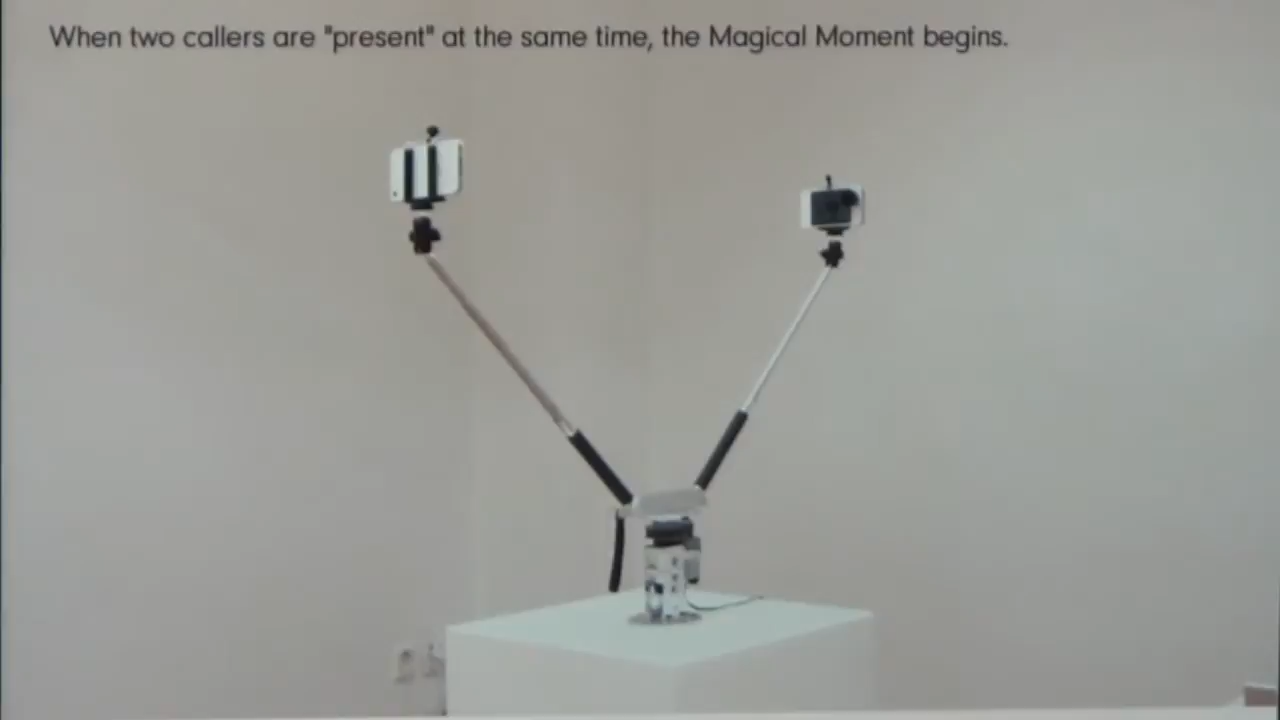 When two callers are "present" at the same time, the Magical Moment begins.